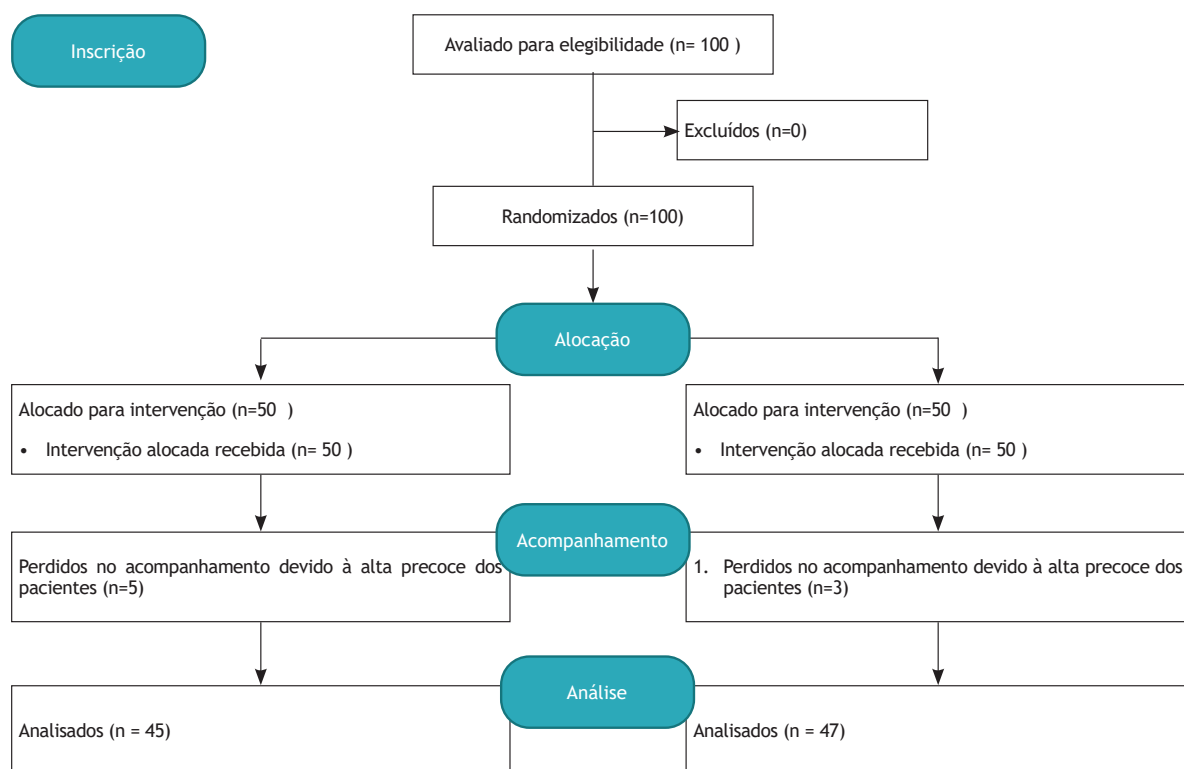 Inscrição
Avaliado para elegibilidade (n= 100 )
Excluídos (n=0)
Randomizados (n=100)
Alocação
Alocado para intervenção (n=50 )
• Intervenção alocada recebida (n= 50 )
Alocado para intervenção (n=50 )
• Intervenção alocada recebida (n= 50 )
Acompanhamento
Perdidos no acompanhamento devido à alta precoce dos
pacientes (n=5)
1. Perdidos no acompanhamento devido à alta precoce dos
pacientes (n=3)
Análise
Analisados (n = 45)
Analisados (n = 47)